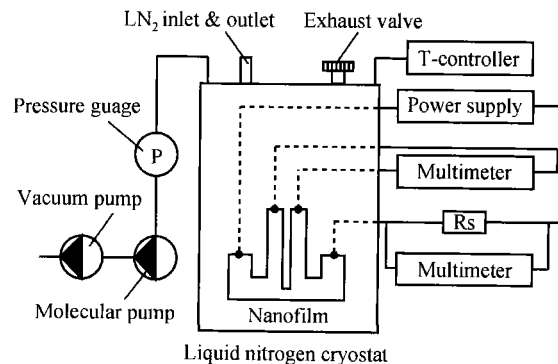 LN₂ inlet & outlet
Exhaust valve
T-controller
Power supply
Pressure guage
P
Multimeter
Vacuum pump
Rs
Multimeter
Molecular pump
Nanofilm
Liquid nitrogen cryostat